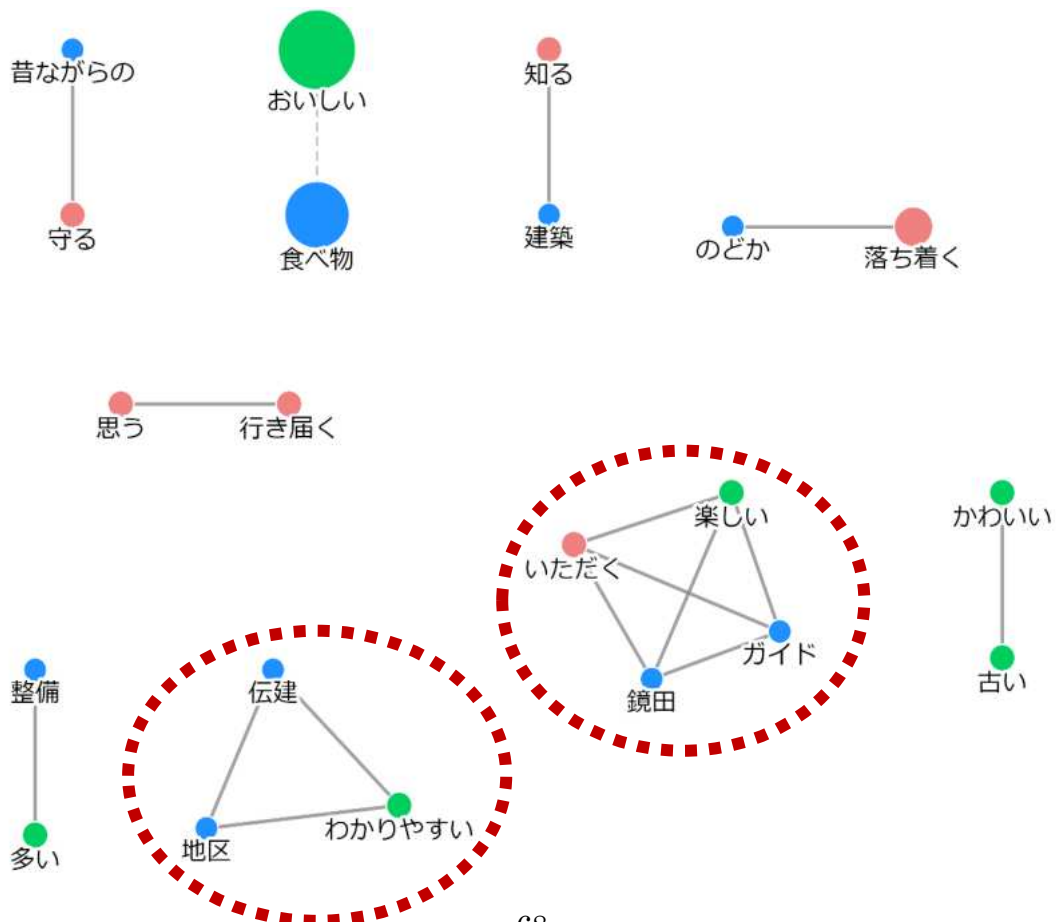 昔ながらの
守る
おいしい
食べ物
知る
建築
のどか
落ち着く
思う
行き届く
楽しい
いただく
ガイド
鏡田
かわいい
古い
整備
多い
伝建
地区
わかりやすい